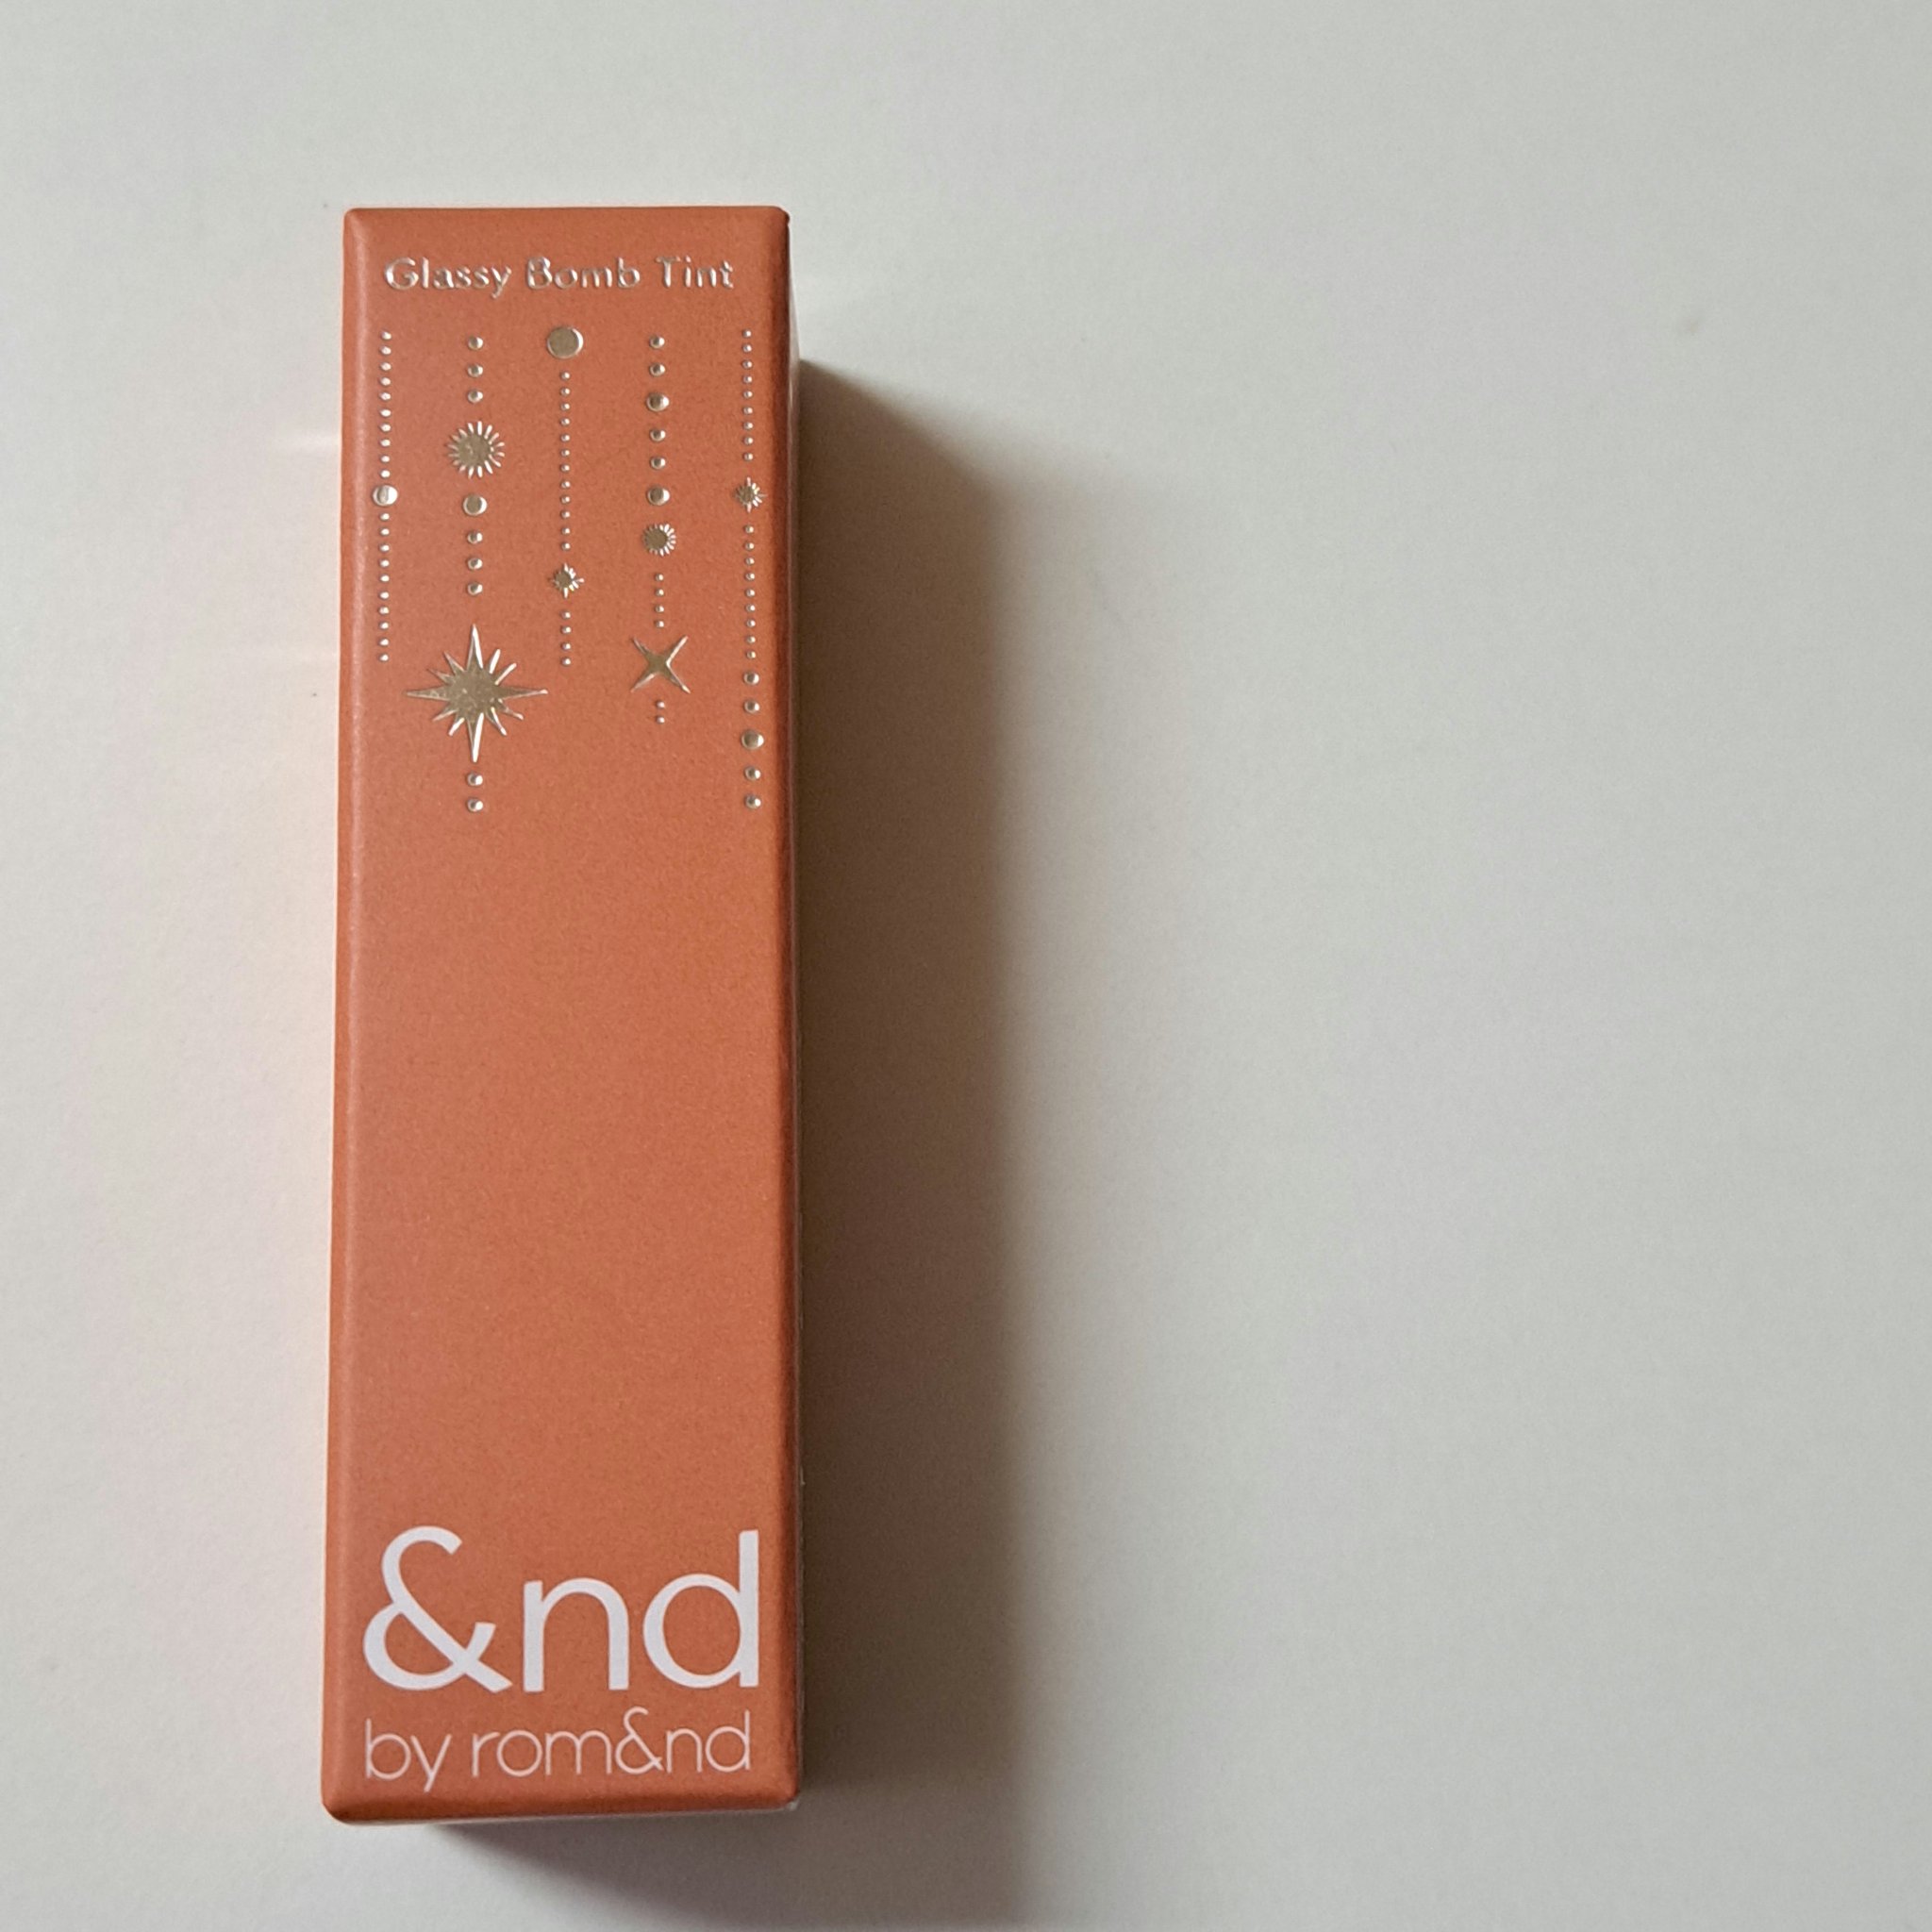 Glassy Bomb Tint
&nd
by rom&nd